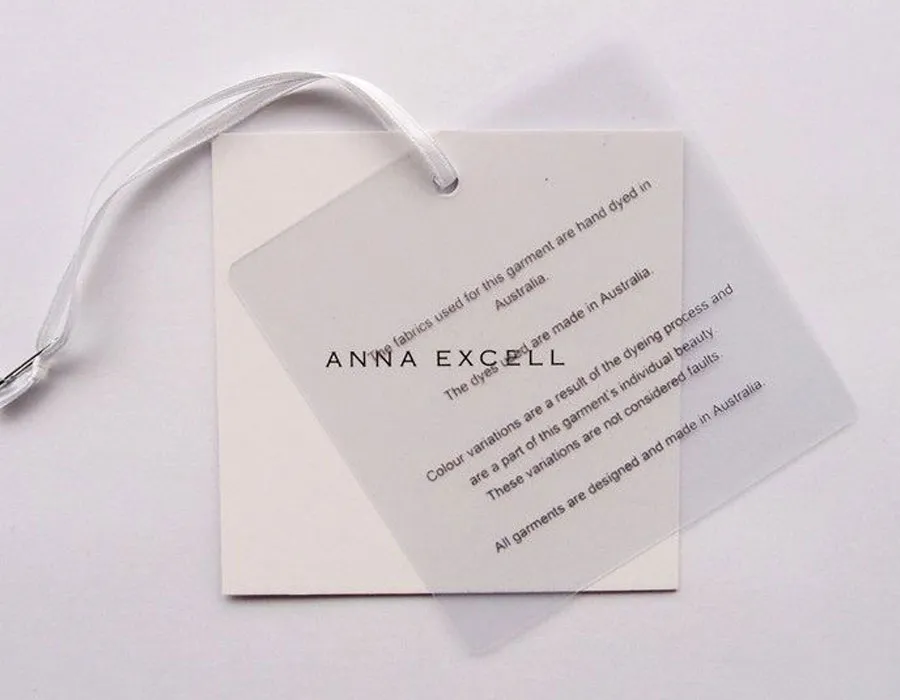 The fabrics used for this garment are hand dyed in
Australia.
ANNA EXCELL
The dyes used are made in Australia.
Colour variations are a result of the dyeing process and
are a part of this garment's individual beauty.
These variations are not considered faults.
All garments are designed and made in Australia.